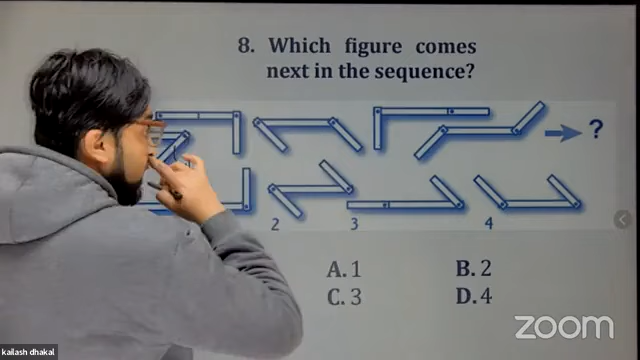 8. Which figure comes
next in the sequence?
?
2 3 4
A. 1 B. 2
C. 3 D. 4
zoom
kailash dhakal